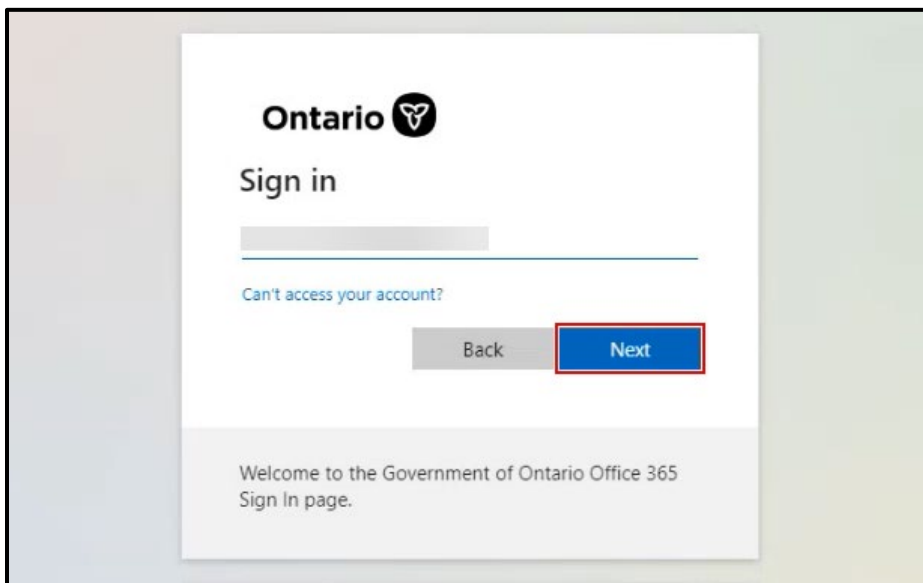 Ontario
Sign in
Can't access your account?
Back Next
Welcome to the Government of Ontario Office 365
Sign In page.